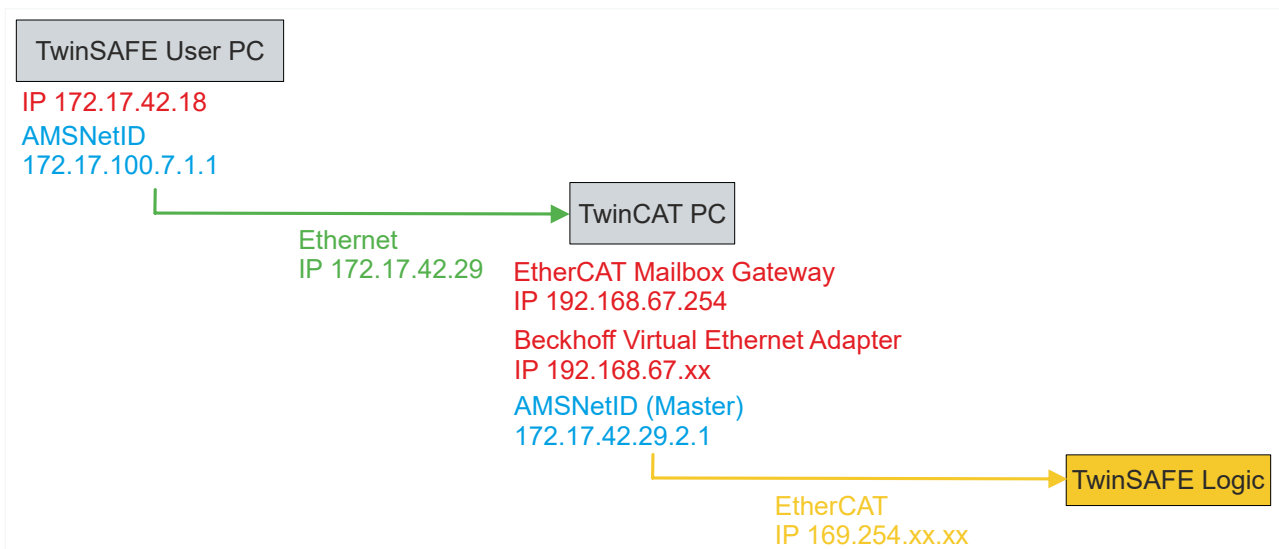 TwinSAFE User PC
IP 172.17.42.18
AMSNetID
172.17.100.7.1.1
TwinCAT PC
Ethernet
IP 172.17.42.29
EtherCAT Mailbox Gateway
IP 192.168.67.254
Beckhoff Virtual Ethernet Adapter
IP 192.168.67.xx
AMSNetID (Master)
172.17.42.29.2.1
TwinSAFE Logic
EtherCAT
IP 169.254.xx.xx